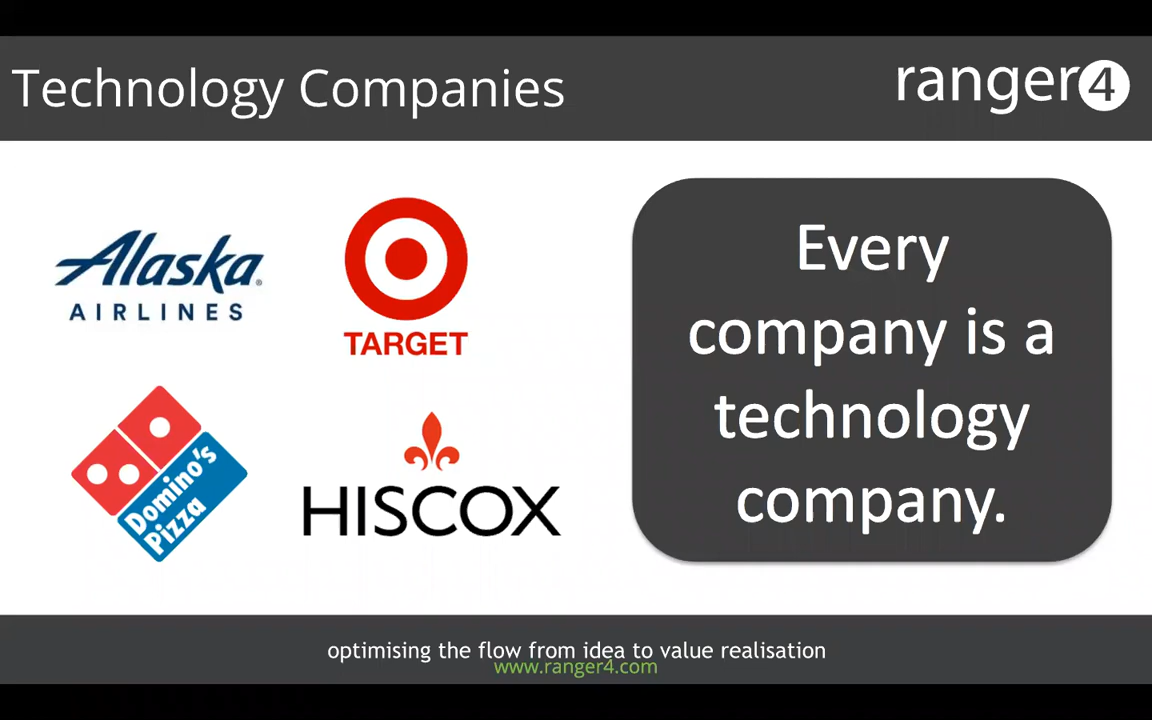 Technology Companies
ranger4
Alaska
AIRLINES
TARGET
Domino's
Pizza
HISCOX
Every
company is a
technology
company.
optimising the flow from idea to value realisation
www.ranger4.com